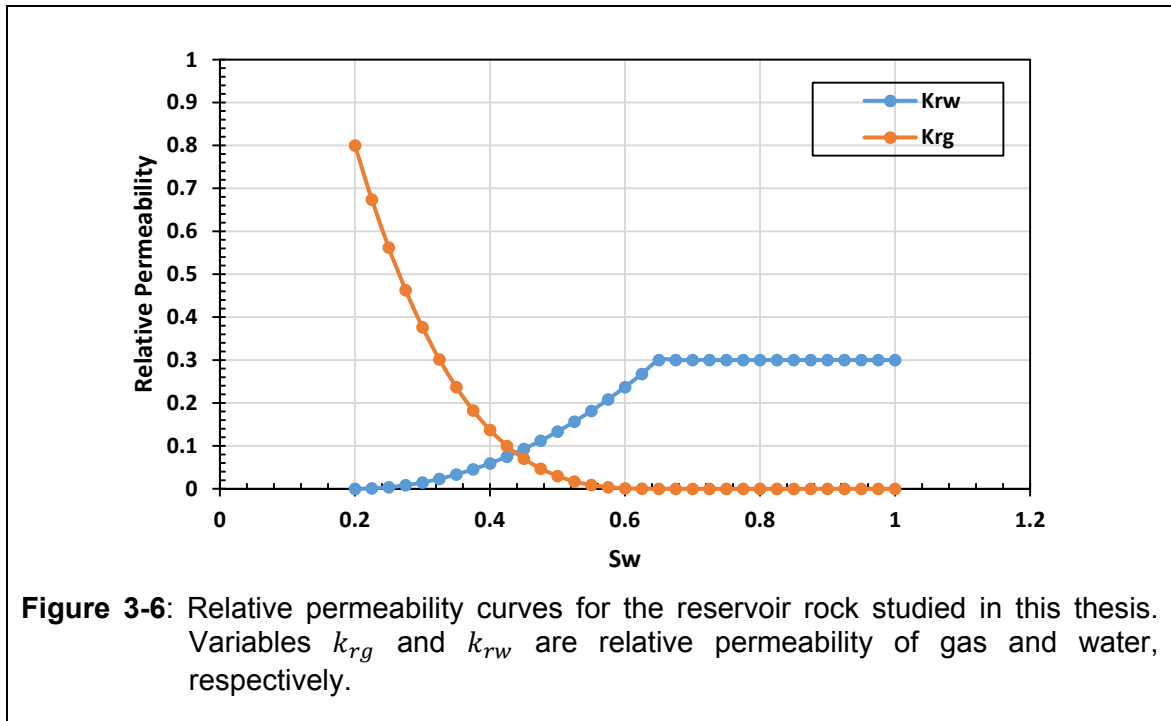 1
0.9
0.8
0.7
0.6
0.5
0.4
0.3
0.2
0.1
0
Relative Permeability
Krw
Krg
0 0.2 0.4 0.6 0.8 1 1.2
Sw
Figure 3-6: Relative permeability curves for the reservoir rock studied in this thesis.
Variables k_rg and k_rw are relative permeability of gas and water,
respectively.